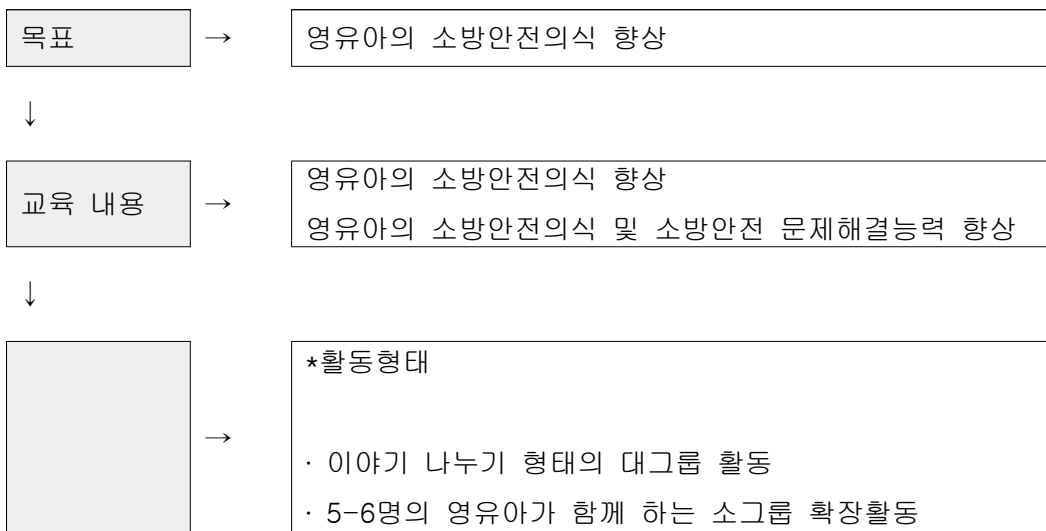 목표 → 영유아의 소방안전의식 향상
↓
교육 내용 → 영유아의 소방안전의식 향상
영유아의 소방안전의식 및 소방안전 문제해결능력 향상
↓
→ *활동형태
· 이야기 나누기 형태의 대그룹 활동
· 5-6명의 영유아가 함께 하는 소그룹 확장활동